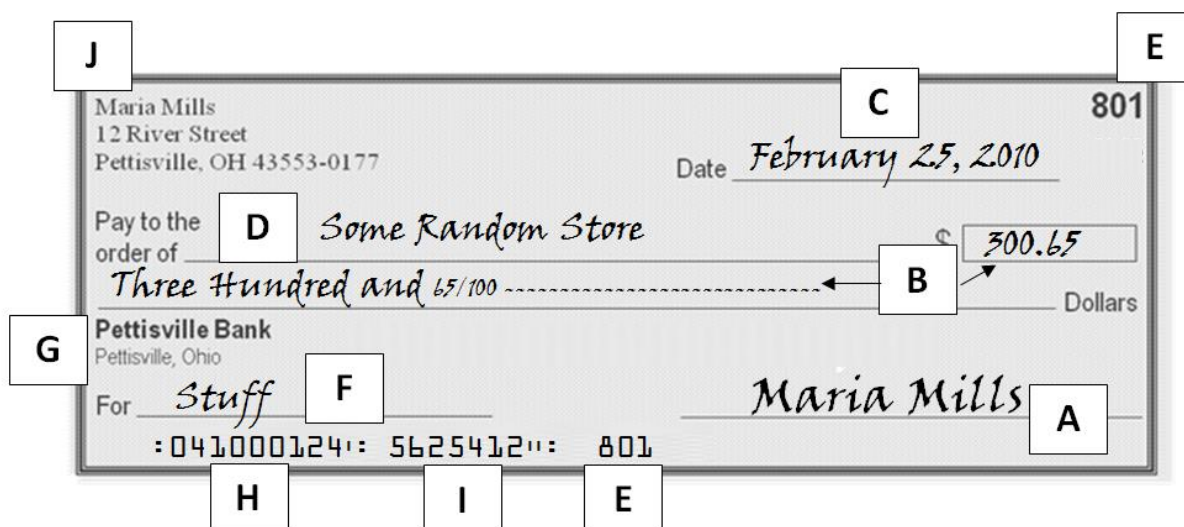 J
E
C
Maria Mills
801
12 River Street
Pettisville, OH 43553-0177
Date February 25, 2010
Pay to the
order of D Some Random Store $ 300.65
B
Three Hundred and 65/100 ---------------------------- Dollars
G
Pettisville Bank
Pettisville, Ohio
For Stuff F
Maria Mills A
:041000124": 5625412"': 801
H I E